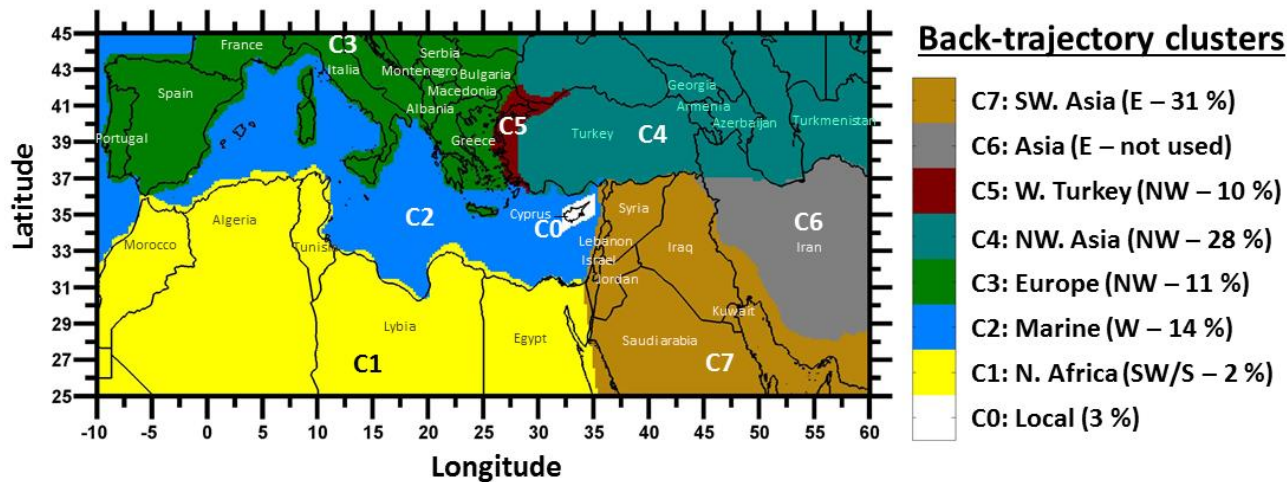 Back-trajectory clusters
45
43
41
39
37
35
33
31
29
27
25
Latitude
-10 -5 0 5 10 15 20 25 30 35 40 45 50 55 60
Longitude
France
C3
Serbia
Italia
Montenegro
Bulgaria
Georgia
Spain
Macedonia
Armenia
Albania
C5
Azerbaijan
Turkmenistan
Portugal
Greece
Turkey
C4
C2
Cyprus
C0
Syria
C6
Algeria
Morocco
Tunis
Lebanon
Iraq
Iran
Israel
Jordan
Lybia
Egypt
Kuwait
Saudi arabia
C1
C7
C7: SW. Asia (E – 31 %)
C6: Asia (E – not used)
C5: W. Turkey (NW – 10 %)
C4: NW. Asia (NW – 28 %)
C3: Europe (NW – 11 %)
C2: Marine (W – 14 %)
C1: N. Africa (SW/S – 2 %)
C0: Local (3 %)